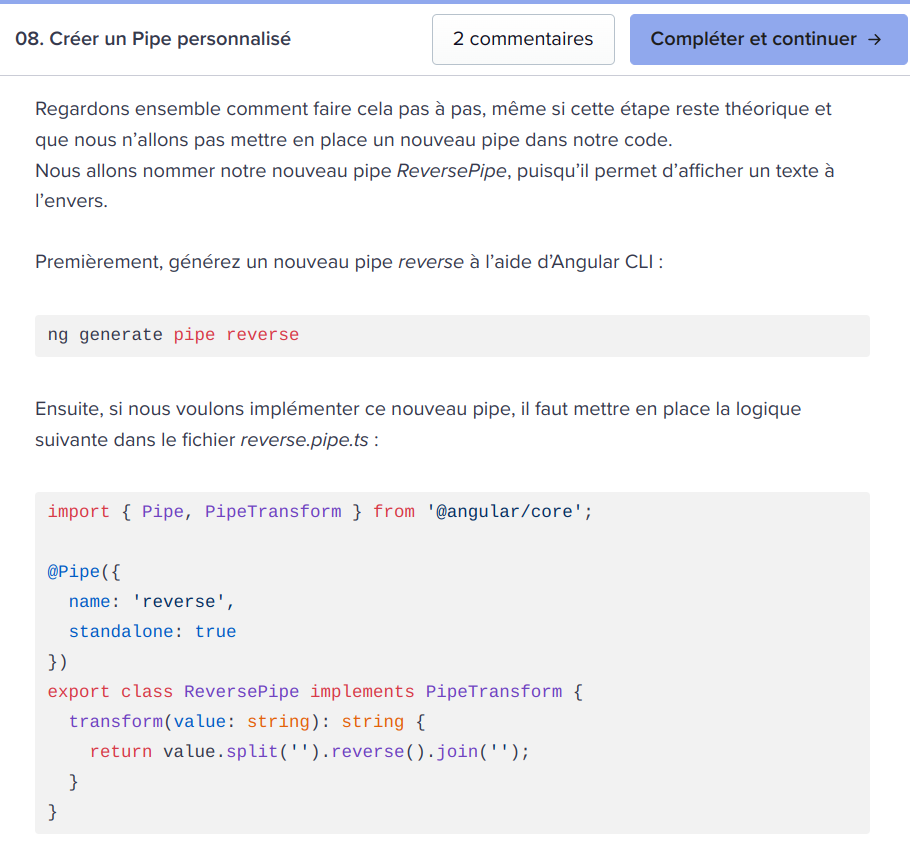 08. Créer un Pipe personnalisé
2 commentaires
Compléter et continuer →
Regardons ensemble comment faire cela pas à pas, même si cette étape reste théorique et
que nous n’allons pas mettre en place un nouveau pipe dans notre code.
Nous allons nommer notre nouveau pipe ReversePipe, puisqu’il permet d’afficher un texte à
l’envers.
Premièrement, générez un nouveau pipe reverse à l’aide d’Angular CLI :
ng generate pipe reverse
Ensuite, si nous voulons implémenter ce nouveau pipe, il faut mettre en place la logique
suivante dans le fichier reverse.pipe.ts :
import { Pipe, PipeTransform } from '@angular/core';
@Pipe({
  name: 'reverse',
  standalone: true
})
export class ReversePipe implements PipeTransform {
  transform(value: string): string {
    return value.split('').reverse().join('');
  }
}